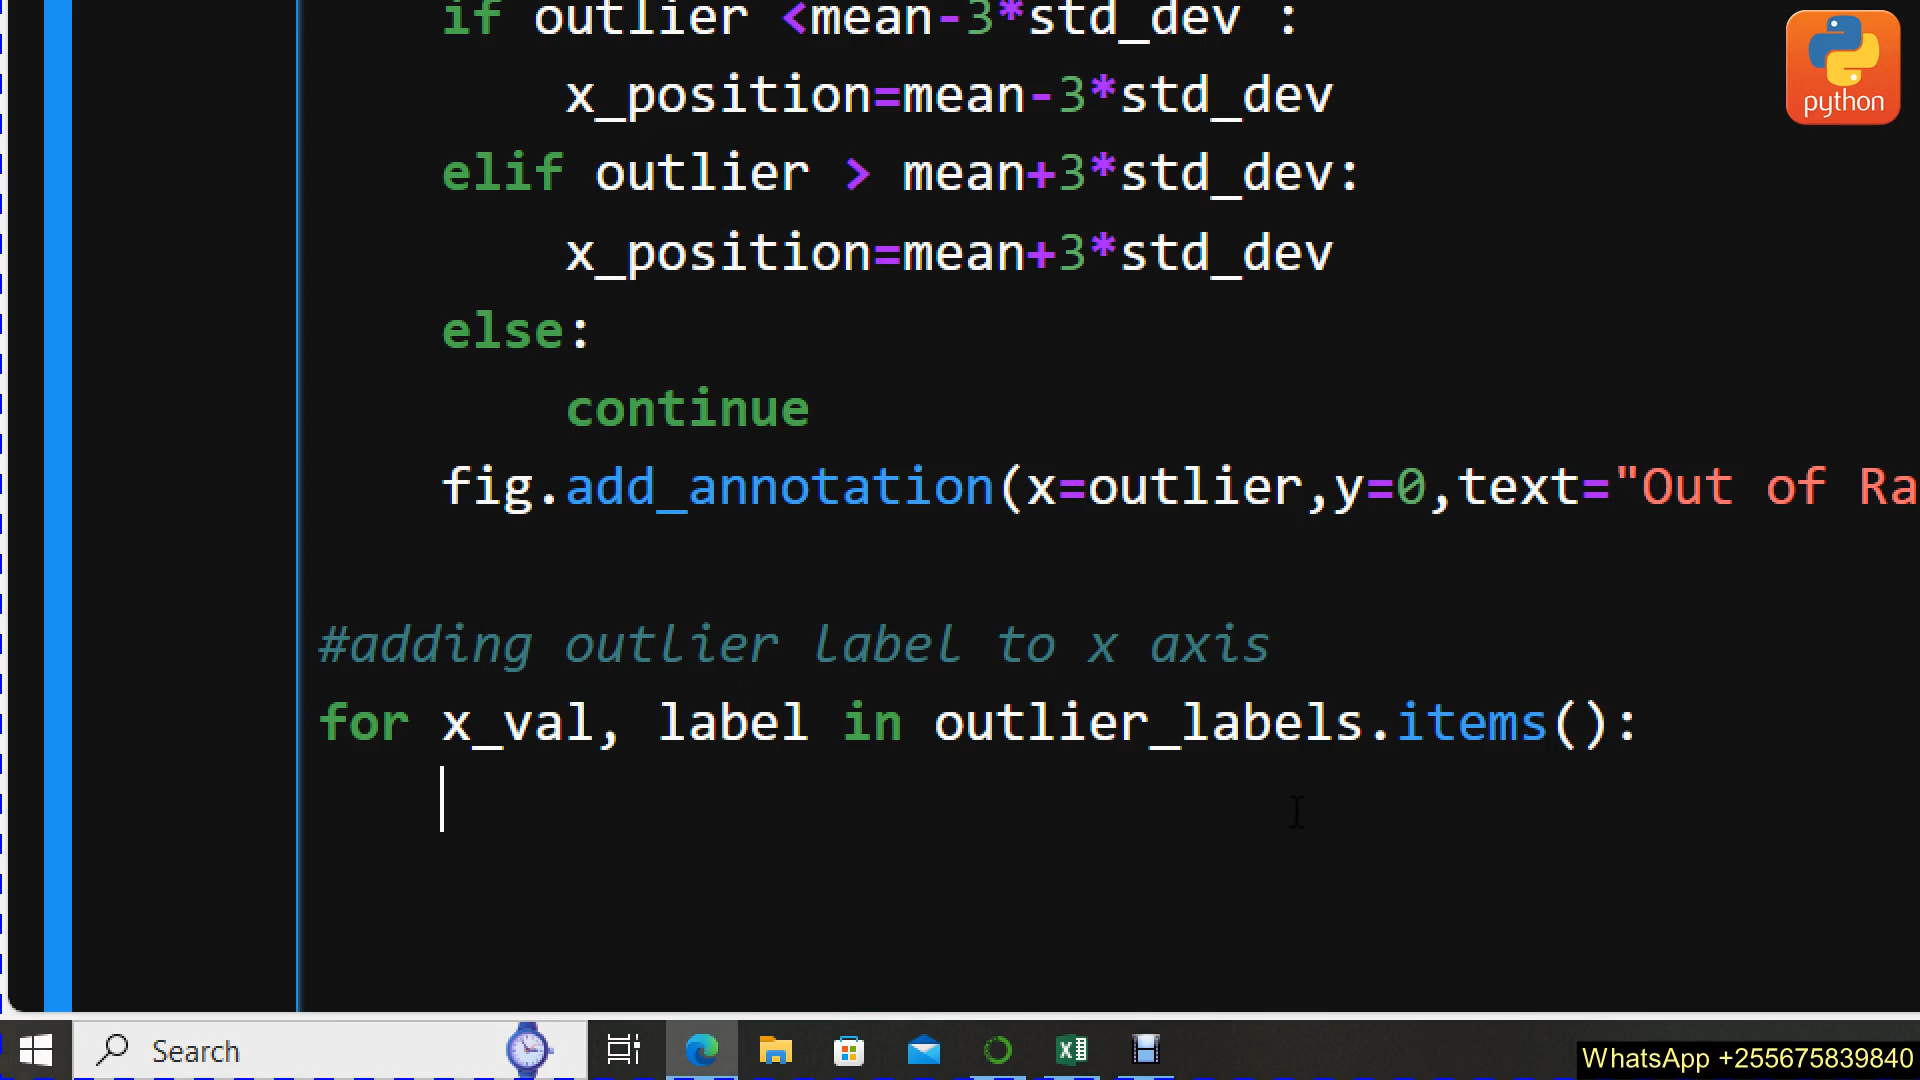 if outlier <mean-3*std_dev :
x_position=mean-3*std_dev
elif outlier > mean+3*std_dev:
x_position=mean+3*std_dev
else:
continue
fig.add_annotation(x=outlier,y=0,text="Out of Ra
#adding outlier label to x axis
for x_val, label in outlier_labels.items():
python
Search
WhatsApp +255675839840